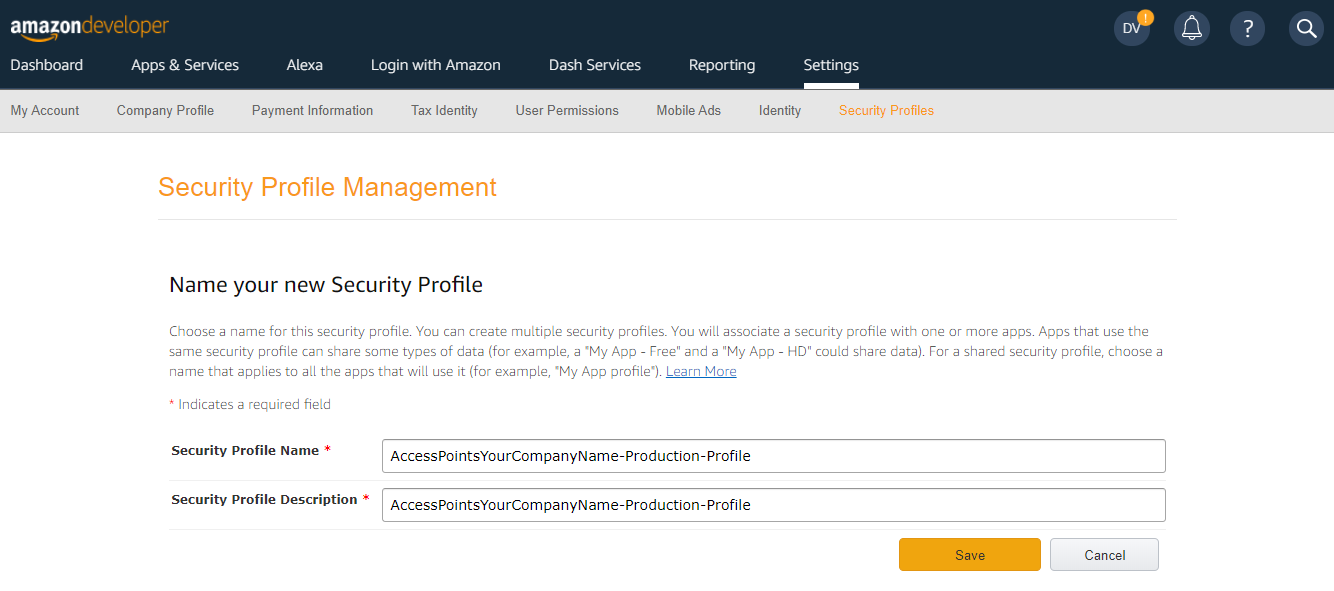 amazondeveloper
DV ! ?
Dashboard Apps & Services Alexa Login with Amazon Dash Services Reporting Settings
My Account Company Profile Payment Information Tax Identity User Permissions Mobile Ads Identity Security Profiles
Security Profile Management
Name your new Security Profile
Choose a name for this security profile. You can create multiple security profiles. You will associate a security profile with one or more apps. Apps that use the
same security profile can share some types of data (for example, a "My App - Free" and a "My App - HD" could share data). For a shared security profile, choose a
name that applies to all the apps that will use it (for example, "My App profile"). Learn More
* Indicates a required field
Security Profile Name * AccessPointsYourCompanyName-Production-Profile
Security Profile Description * AccessPointsYourCompanyName-Production-Profile
Save Cancel